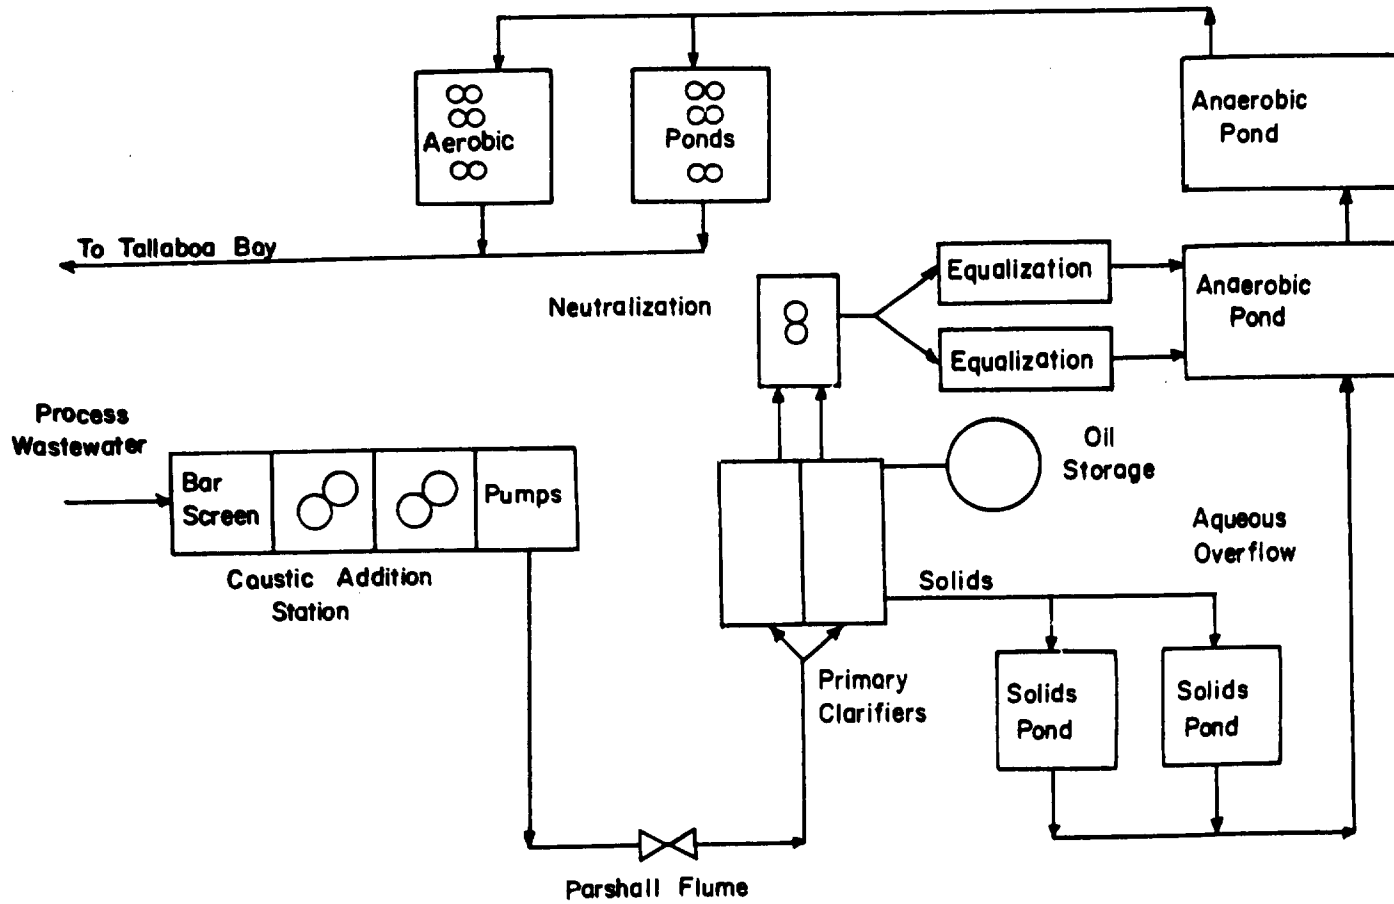 Anaerobic
Pond
Aerobic
Ponds
To Tallaboa Bay
Neutralization
Equalization
Equalization
Anaerobic
Pond
Process
Wastewater
Bar
Screen
Pumps
Caustic Addition
Station
Oil
Storage
Aqueous
Overflow
Solids
Primary
Clarifiers
Solids
Pond
Solids
Pond
Parshall Flume